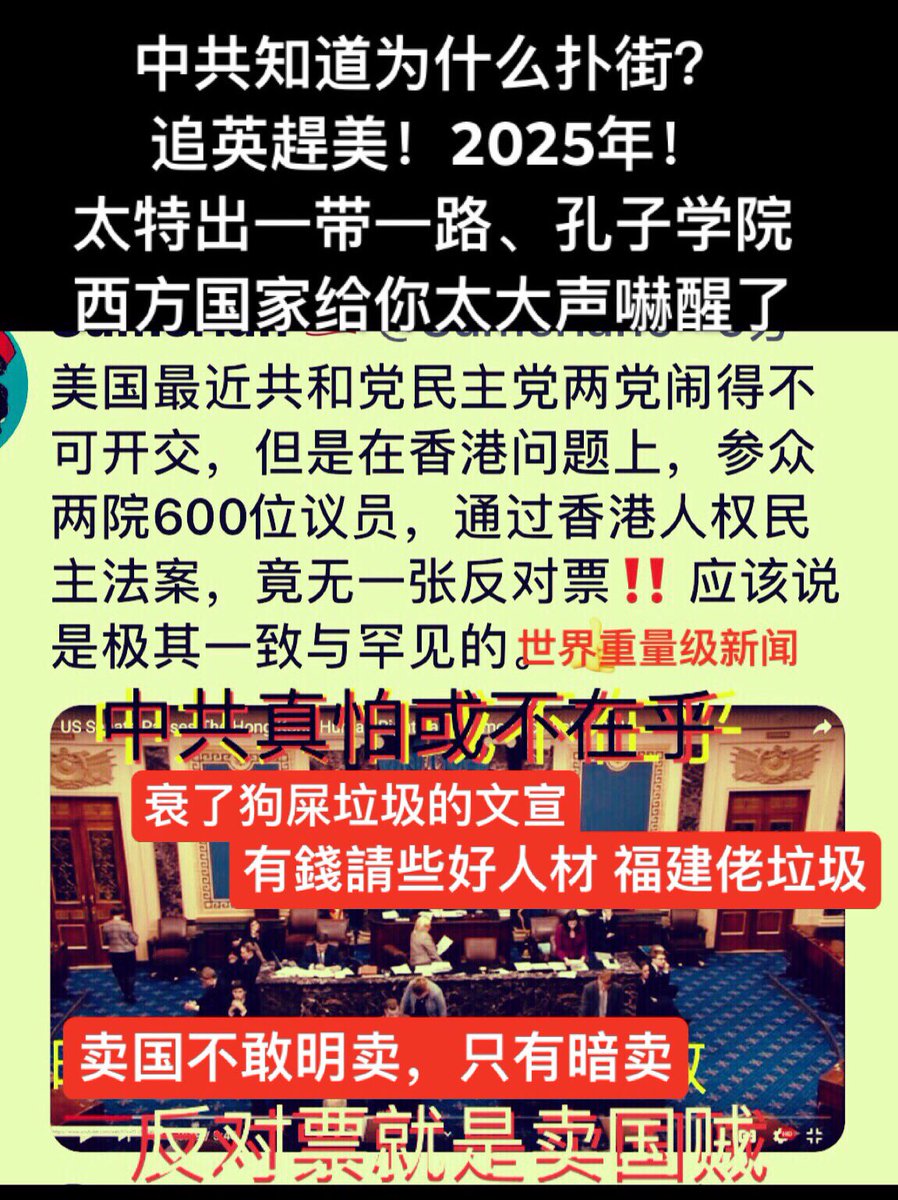 中共知道为什么扑街?
追英趕美！2025年！
太特出一带一路、孔子学院
西方国家给你太大声嚇醒了
美国最近共和党民主党两党闹得不
可开交，但是在香港问题上，参众
两院600位议员，通过香港人权民
主法案，竟无一张反对票‼️应该说
是极其一致与罕见的。世界重量级新闻
中共真怕或不在乎
衰了狗屎垃圾的文宣
有錢請些好人材 福建佬垃圾
卖国不敢明卖，只有暗卖
反对票就是卖国贼